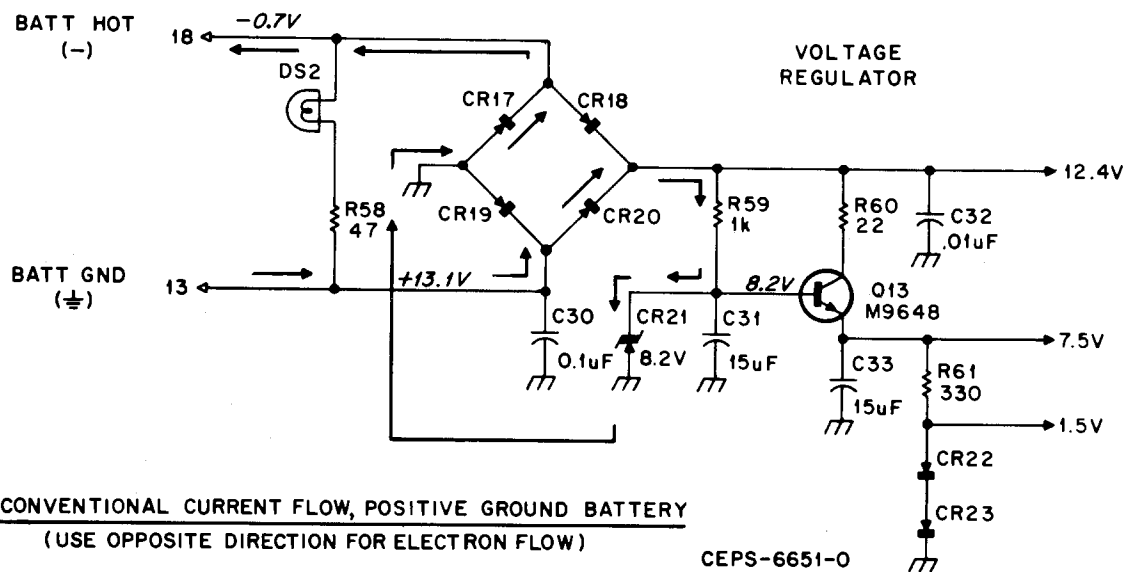 BATT HOT
(−)
18
-0.7V
DS2
CR17
CR18
VOLTAGE
REGULATOR
12.4V
R58
47
CR19
CR20
R59
1k
R60
22
C32
.01uF
BATT GND
(⏚)
13
+13.1V
8.2V
Q13
M9648
C30
0.1uF
CR21
8.2V
C31
15uF
7.5V
C33
15uF
R61
330
1.5V
CR22
CR23
CONVENTIONAL CURRENT FLOW, POSITIVE GROUND BATTERY
(USE OPPOSITE DIRECTION FOR ELECTRON FLOW)
CEPS-6651-0